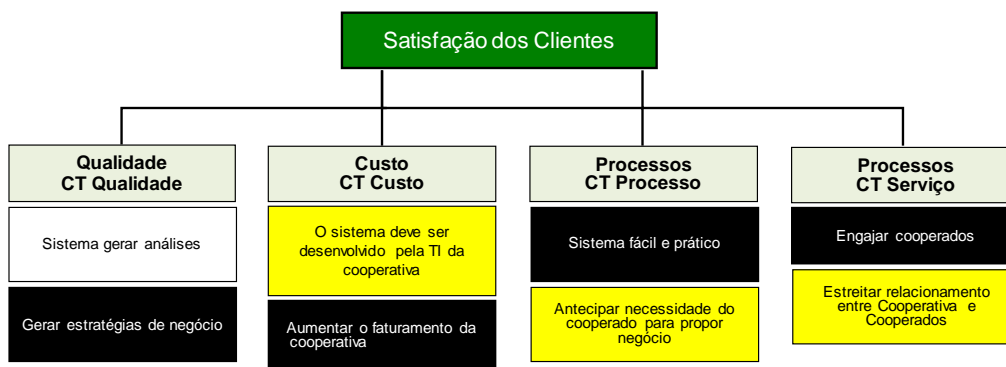 Satisfação dos Clientes
Qualidade
CT Qualidade
Sistema gerar análises
Gerar estratégias de negócio
Custo
CT Custo
O sistema deve ser
desenvolvido pela TI da
cooperativa
Aumentar o faturamento da
cooperativa
Processos
CT Processo
Sistema fácil e prático
Antecipar necessidade do
cooperado para propor
negócio
Processos
CT Serviço
Engajar cooperados
Estreitar relacionamento
entre Cooperativa e
Cooperados